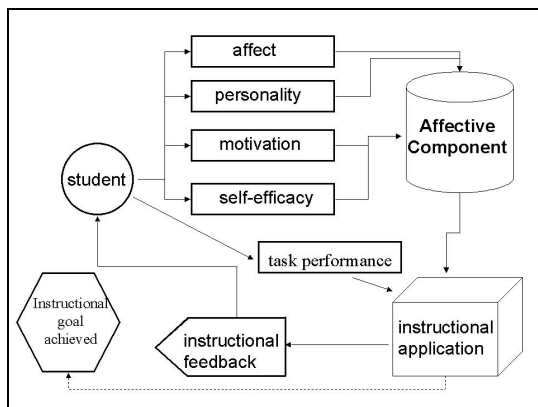 affect
personality
motivation
self-efficacy
Affective
Component
student
task performance
Instructional
goal
achieved
instructional
feedback
instructional
application